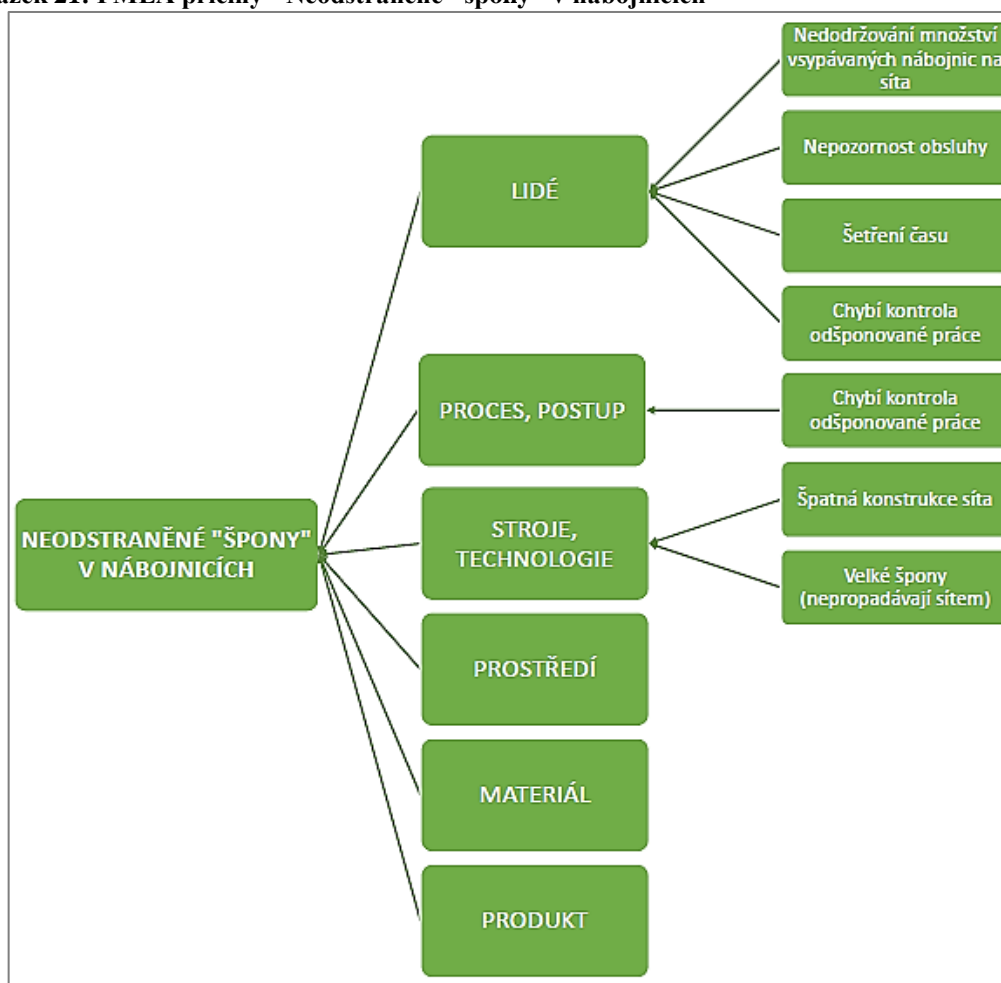 21: FMEA příčiny - Neodstraněné "špony" v nábojnicích
NEODSTRANĚNÉ "ŠPONY"
V NÁBOJNICÍCH
LIDÉ
Nedodržování množství
vsypávaných nábojnic na
síta
Nepozornost obsluhy
Šetření času
Chybí kontrola
odšponované práce
PROCES, POSTUP
Chybí kontrola
odšponované práce
STROJE,
TECHNOLOGIE
Špatná konstrukce síta
Velké špony
(nepropadávají sítem)
PROSTŘEDÍ
MATERIÁL
PRODUKT